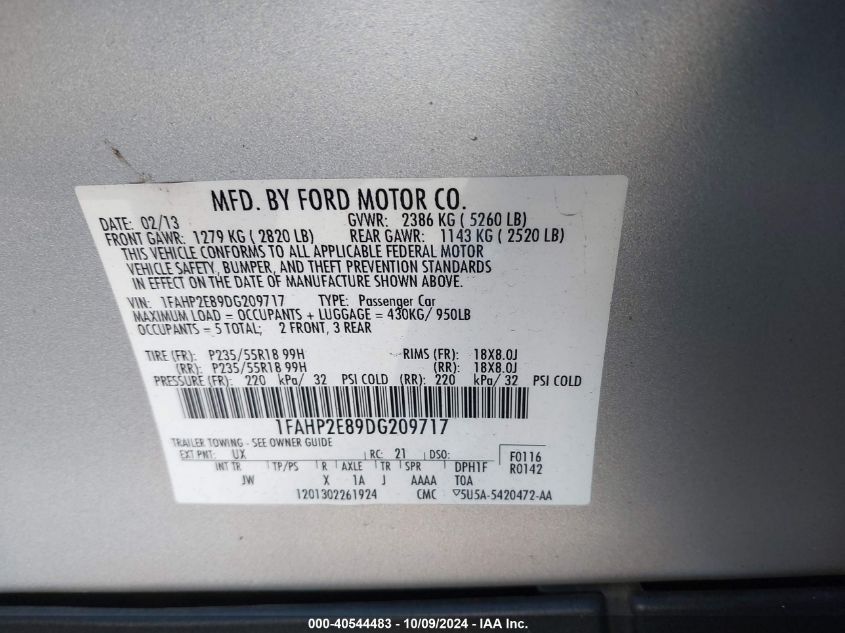 MFD. BY FORD MOTOR CO.
DATE: 02/13 GVWR: 2386 KG ( 5260 LB)
FRONT GAWR: 1279 KG ( 2820 LB) REAR GAWR: 1143 KG ( 2520 LB)
THIS VEHICLE CONFORMS TO ALL APPLICABLE FEDERAL MOTOR
VEHICLE SAFETY, BUMPER, AND THEFT PREVENTION STANDARDS
IN EFFECT ON THE DATE OF MANUFACTURE SHOWN ABOVE.
VIN: 1FAHP2E89DG209717 TYPE: Passenger Car
MAXIMUM LOAD = OCCUPANTS + LUGGAGE = 430KG/ 950LB
OCCUPANTS = 5 TOTAL; 2 FRONT, 3 REAR
TIRE (FR): P235/55R18 99H RIMS (FR): 18X8.0J
(RR): P235/55R18 99H (RR): 18X8.0J
PRESSURE (FR): 220 kPa/ 32 PSI COLD (RR): 220 kPa/ 32 PSI COLD
1FAHP2E89DG209717
TRAILER TOWING - SEE OWNER GUIDE
EXT PNT: UX RC: 21 DSO: F0116
INT TR TP/PS R AXLE TR SPR DPH1F R0142
JW X 1A J AAAA TOA
1201302261924 CMC ▽5U5A-5420472-AA
000-40544483 - 10/09/2024 - IAA Inc.